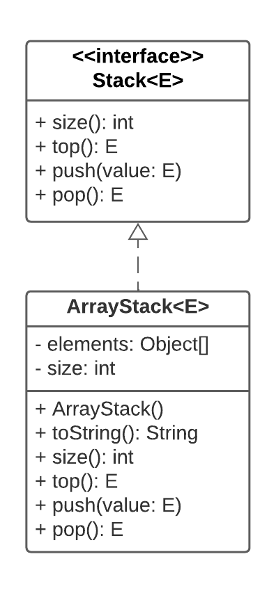 <<interface>>
Stack<E>
+ size(): int
+ top(): E
+ push(value: E)
+ pop(): E
ArrayStack<E>
- elements: Object[]
- size: int
+ ArrayStack()
+ toString(): String
+ size(): int
+ top(): E
+ push(value: E)
+ pop(): E